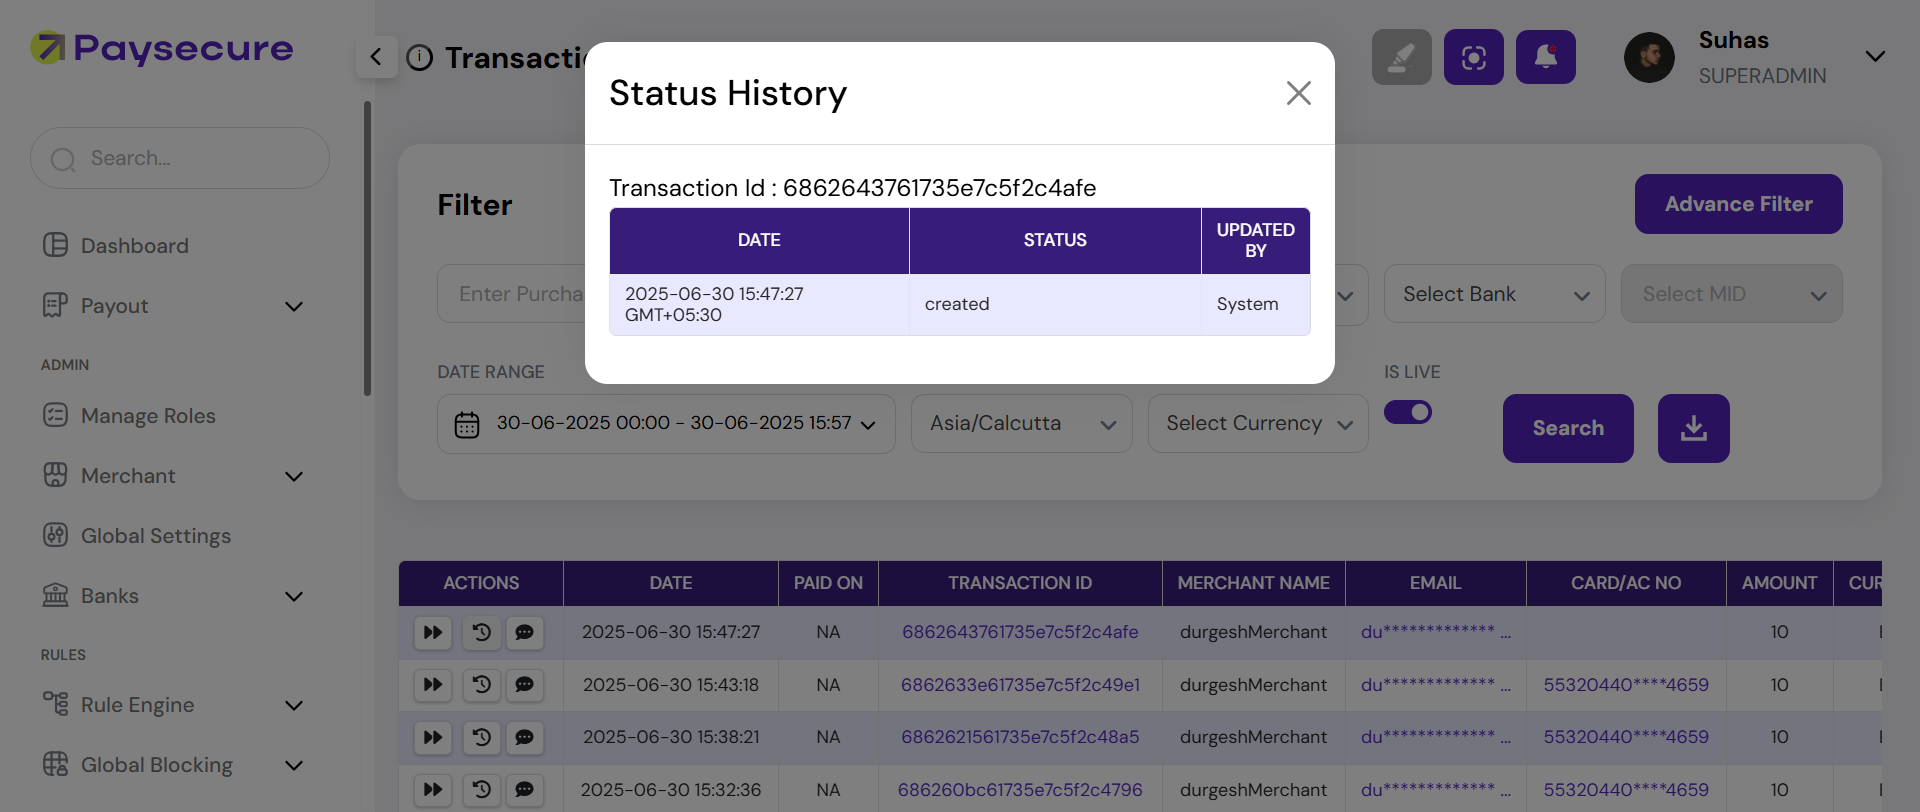 Paysecure
Transactio
Suhas
SUPERADMIN
Search...
Dashboard
Payout
ADMIN
Manage Roles
Merchant
Global Settings
Banks
RULES
Rule Engine
Global Blocking
Status History
Transaction Id : 6862643761735e7c5f2c4afe
DATE STATUS UPDATED BY
2025-06-30 15:47:27 GMT+05:30 created System
Filter
Advance Filter
Enter Purcha
Select Bank
Select MID
DATE RANGE
IS LIVE
30-06-2025 00:00 - 30-06-2025 15:57
Asia/Calcutta
Select Currency
Search
ACTIONS DATE PAID ON TRANSACTION ID MERCHANT NAME EMAIL CARD/AC NO AMOUNT CUR
2025-06-30 15:47:27 NA 6862643761735e7c5f2c4afe durgeshMerchant du************* ... 10
2025-06-30 15:43:18 NA 6862633e61735e7c5f2c49e1 durgeshMerchant du************* ... 55320440****4659 10
2025-06-30 15:38:21 NA 6862621561735e7c5f2c48a5 durgeshMerchant du************* ... 55320440****4659 10
2025-06-30 15:32:36 NA 686260bc61735e7c5f2c4796 durgeshMerchant du************* ... 55320440****4659 10